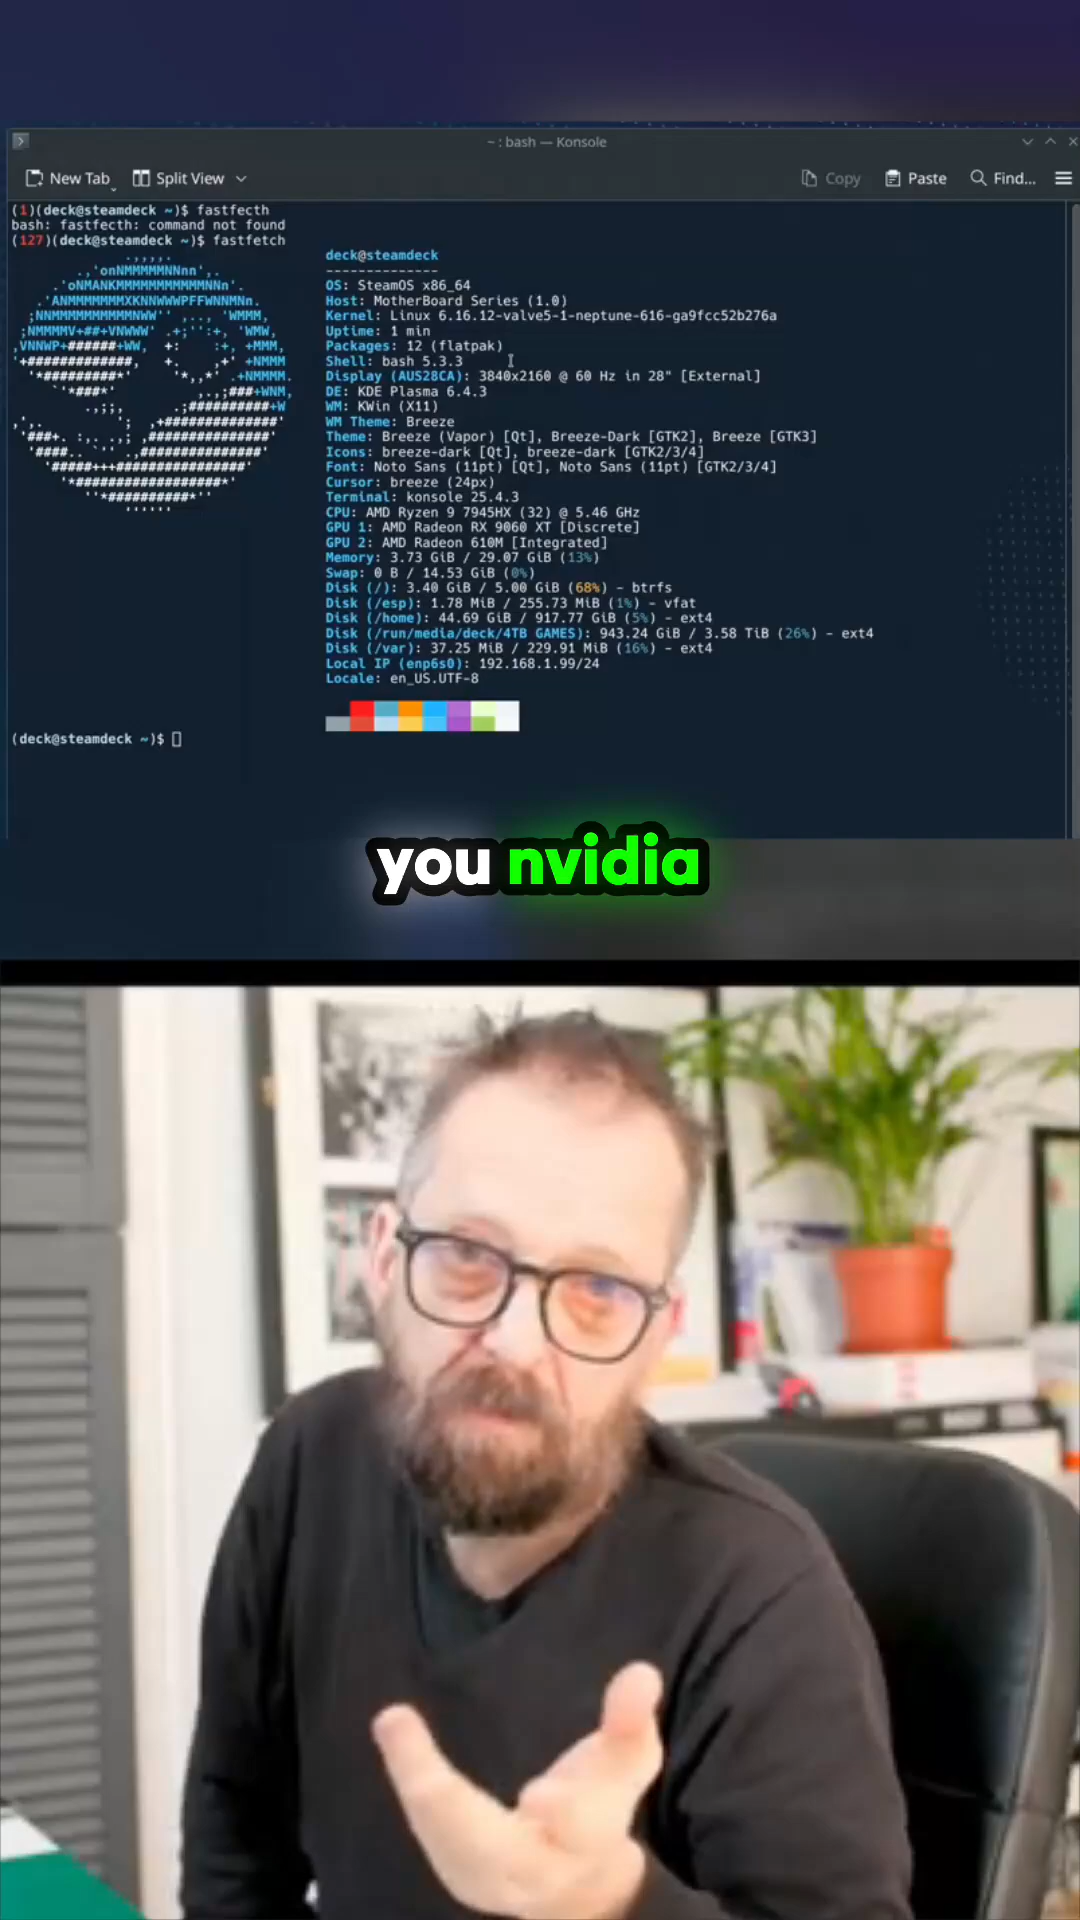 ~ : bash — Konsole
New Tab
Split View
Copy
Paste
Find...
(1)(deck@steamdeck ~)$ fastfecth
bash: fastfecth: command not found
(127)(deck@steamdeck ~)$ fastfetch
deck@steamdeck
--------------
OS: SteamOS x86_64
Host: MotherBoard Series (1.0)
Kernel: Linux 6.16.12-valve5-1-neptune-616-ga9fcc52b276a
Uptime: 1 min
Packages: 12 (flatpak)
Shell: bash 5.3.3
Display (AUS28CA): 3840x2160 @ 60 Hz in 28" [External]
DE: KDE Plasma 6.4.3
WM: KWin (X11)
WM Theme: Breeze
Theme: Breeze (Vapor) [Qt], Breeze-Dark [GTK2], Breeze [GTK3]
Icons: breeze-dark [Qt], breeze-dark [GTK2/3/4]
Font: Noto Sans (11pt) [Qt], Noto Sans (11pt) [GTK2/3/4]
Cursor: breeze (24px)
Terminal: konsole 25.4.3
CPU: AMD Ryzen 9 7945HX (32) @ 5.46 GHz
GPU 1: AMD Radeon RX 9060 XT [Discrete]
GPU 2: AMD Radeon 610M [Integrated]
Memory: 3.73 GiB / 29.07 GiB (13%)
Swap: 0 B / 14.53 GiB (0%)
Disk (/): 3.40 GiB / 5.00 GiB (68%) - btrfs
Disk (/esp): 1.78 MiB / 255.73 MiB (1%) - vfat
Disk (/home): 44.69 GiB / 917.77 GiB (5%) - ext4
Disk (/run/media/deck/4TB GAMES): 943.24 GiB / 3.58 TiB (26%) - ext4
Disk (/var): 37.25 MiB / 229.91 MiB (16%) - ext4
Local IP (enp6s0): 192.168.1.99/24
Locale: en_US.UTF-8
(deck@steamdeck ~)$
you nvidia